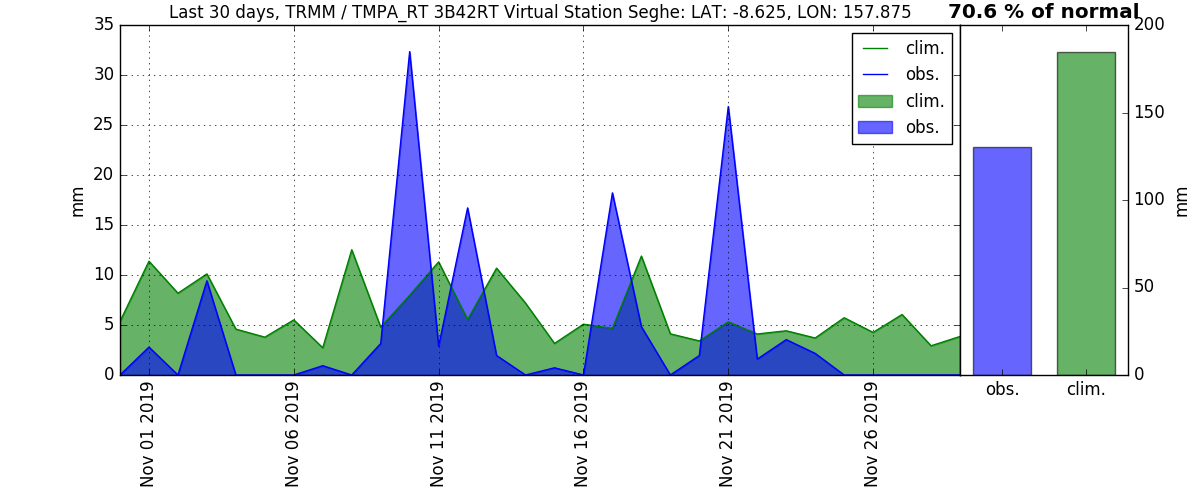 Last 30 days, TRMM / TMPA_RT 3B42RT Virtual Station Seghe: LAT: -8.625, LON: 157.875
70.6 % of normal
35
30
25
20
15
10
5
0
mm
clim.
obs.
clim.
obs.
Nov 01 2019
Nov 06 2019
Nov 11 2019
Nov 16 2019
Nov 21 2019
Nov 26 2019
200
150
100
50
0
mm
obs.
clim.